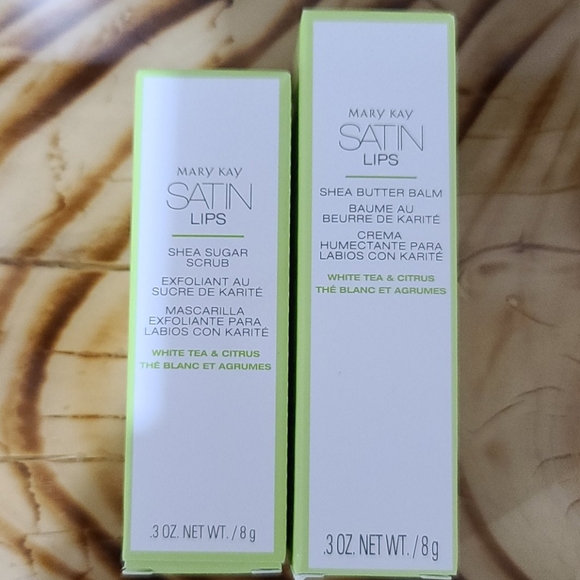 MARY KAY
SATIN
LIPS
SHEA SUGAR
SCRUB
EXFOLIANT AU
SUCRE DE KARITÉ
MASCARILLA
EXFOLIANTE PARA
LABIOS CON KARITÉ
WHITE TEA & CITRUS
THÉ BLANC ET AGRUMES
.3 OZ. NET WT. / 8 g
MARY KAY
SATIN
LIPS
SHEA BUTTER BALM
BAUME AU
BEURRE DE KARITÉ
CREMA
HUMECTANTE PARA
LABIOS CON KARITÉ
WHITE TEA & CITRUS
THÉ BLANC ET AGRUMES
.3 OZ. NET WT. / 8 g